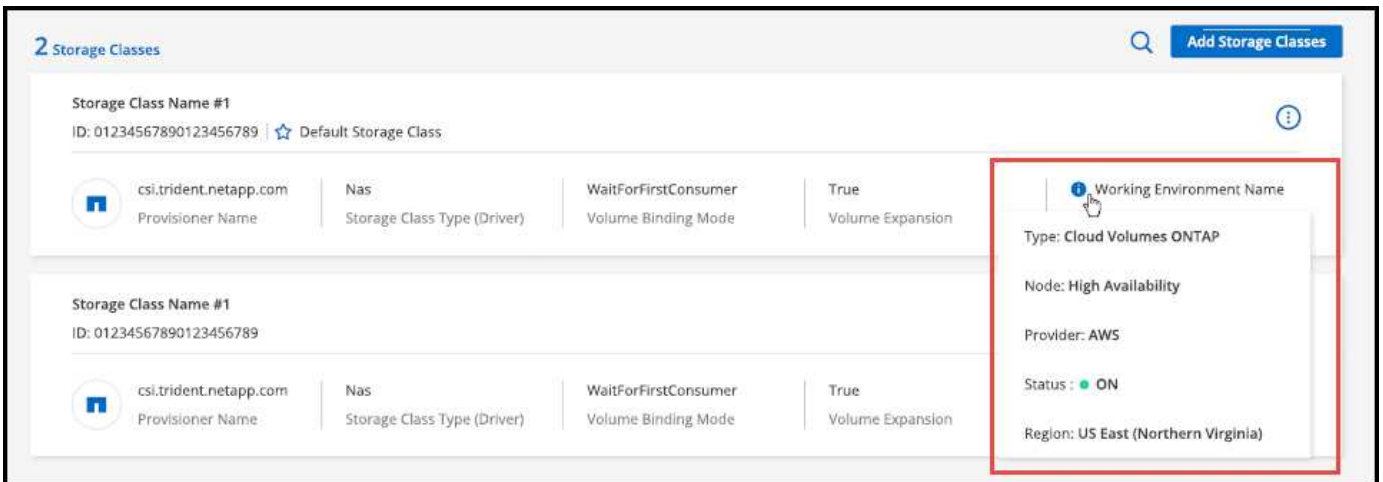 2 Storage Classes
Add Storage Classes
Storage Class Name #1
ID: 01234567890123456789 Default Storage Class
csi.trident.netapp.com Nas WaitForFirstConsumer True Working Environment Name
Provisioner Name Storage Class Type (Driver) Volume Binding Mode Volume Expansion
Type: Cloud Volumes ONTAP
Node: High Availability
Provider: AWS
Status : ON
Region: US East (Northern Virginia)
Storage Class Name #1
ID: 01234567890123456789
csi.trident.netapp.com Nas WaitForFirstConsumer True
Provisioner Name Storage Class Type (Driver) Volume Binding Mode Volume Expansion